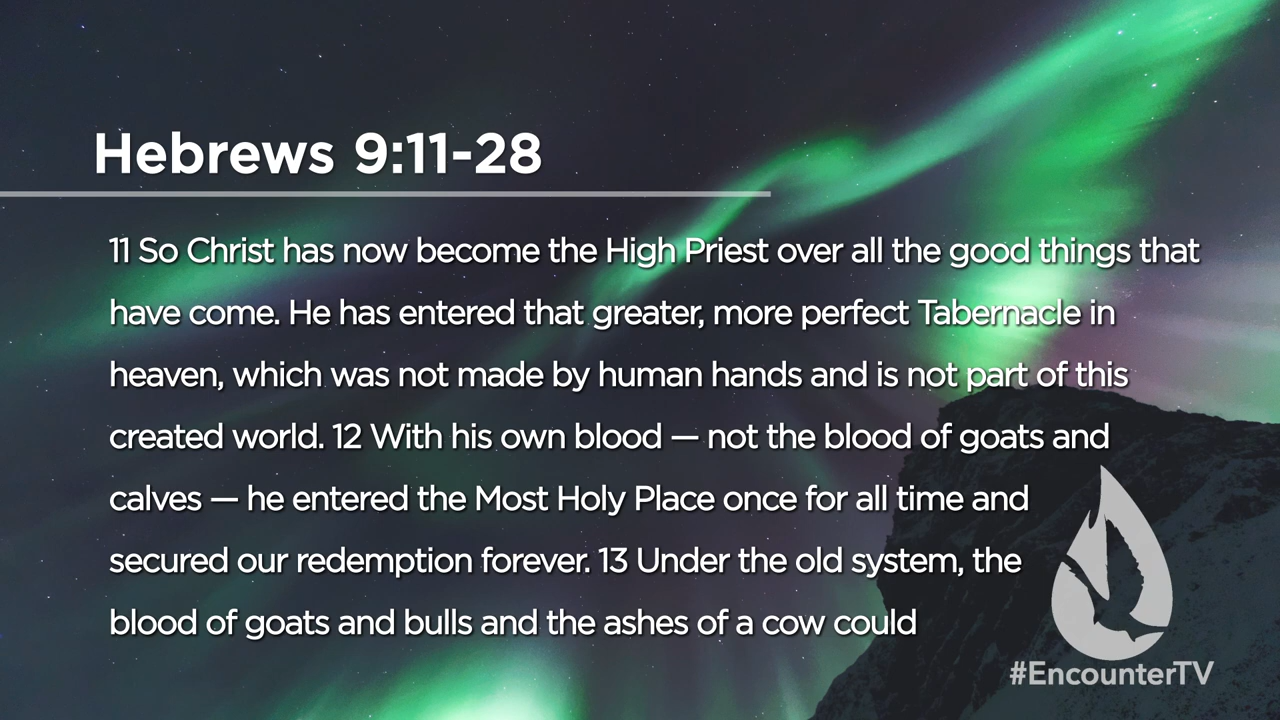 Hebrews 9:11-28
11 So Christ has now become the High Priest over all the good things that
have come. He has entered that greater, more perfect Tabernacle in
heaven, which was not made by human hands and is not part of this
created world. 12 With his own blood — not the blood of goats and
calves — he entered the Most Holy Place once for all time and
secured our redemption forever. 13 Under the old system, the
blood of goats and bulls and the ashes of a cow could
#EncounterTV